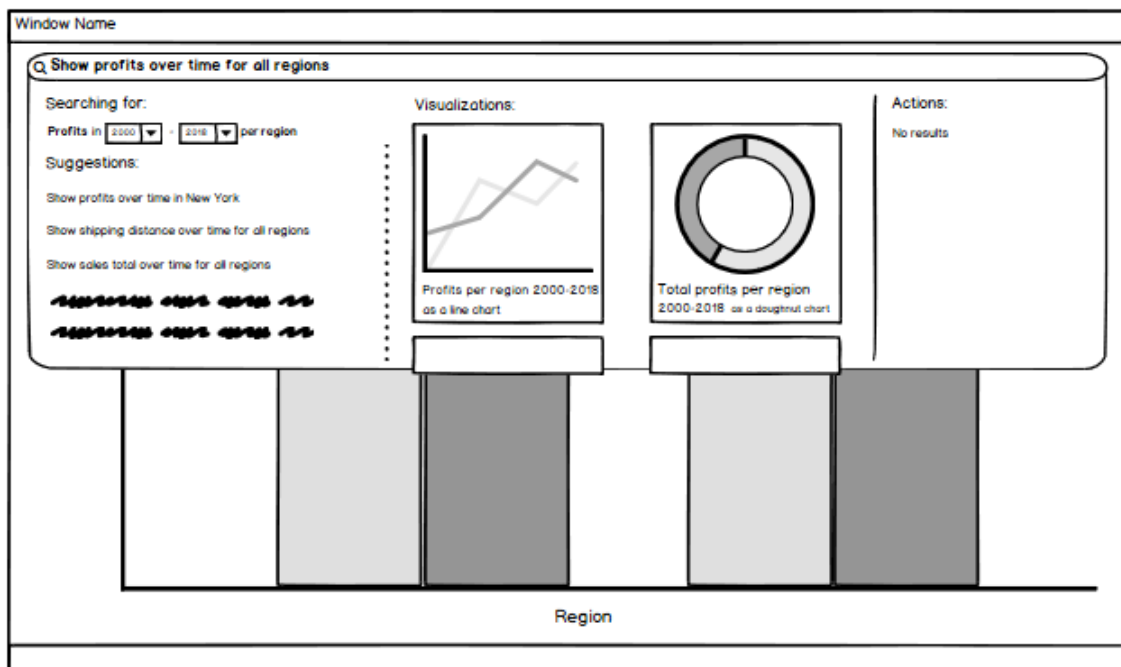 Window Name
Show profits over time for all regions
Searching for:
Profits in 2000 - 2018 per region
Suggestions:
Show profits over time in New York
Show shipping distance over time for all regions
Show sales total over time for all regions
Visualizations:
Profits per region 2000-2018
as a line chart
Total profits per region
2000-2018 as a doughnut chart
Actions:
No results
Region